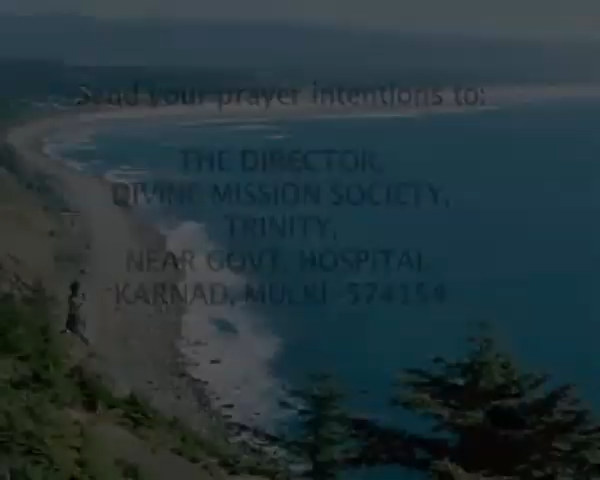 Send your prayer intentions to:
THE DIRECTOR,
DIVINE MISSION SOCIETY,
TRINITY,
NEAR GOVT. HOSPITAL,
KARNAD, MULKI- 574154